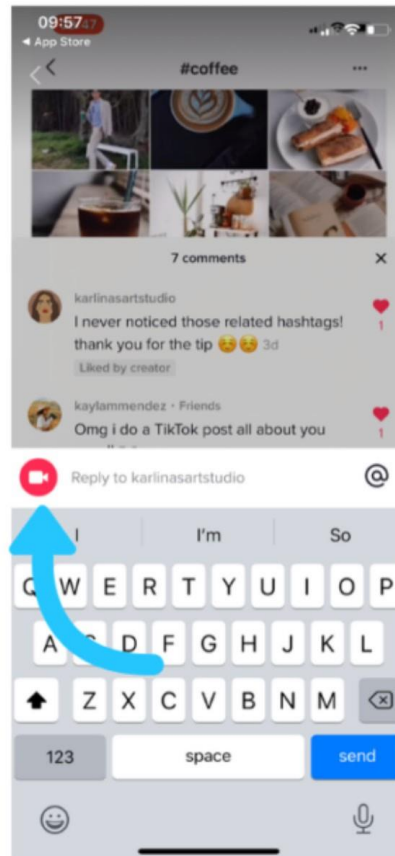 09:57
App Store
#coffee
7 comments
karlinasartstudio
I never noticed those related hashtags!
thank you for the tip ☺️☺️ 3d
1
Liked by creator
kaylammendez · Friends
Omg i do a TikTok post all about you
1
Reply to karlinasartstudio
I I'm So
Q W E R T Y U I O P
A S D F G H J K L
Z X C V B N M
123 space send